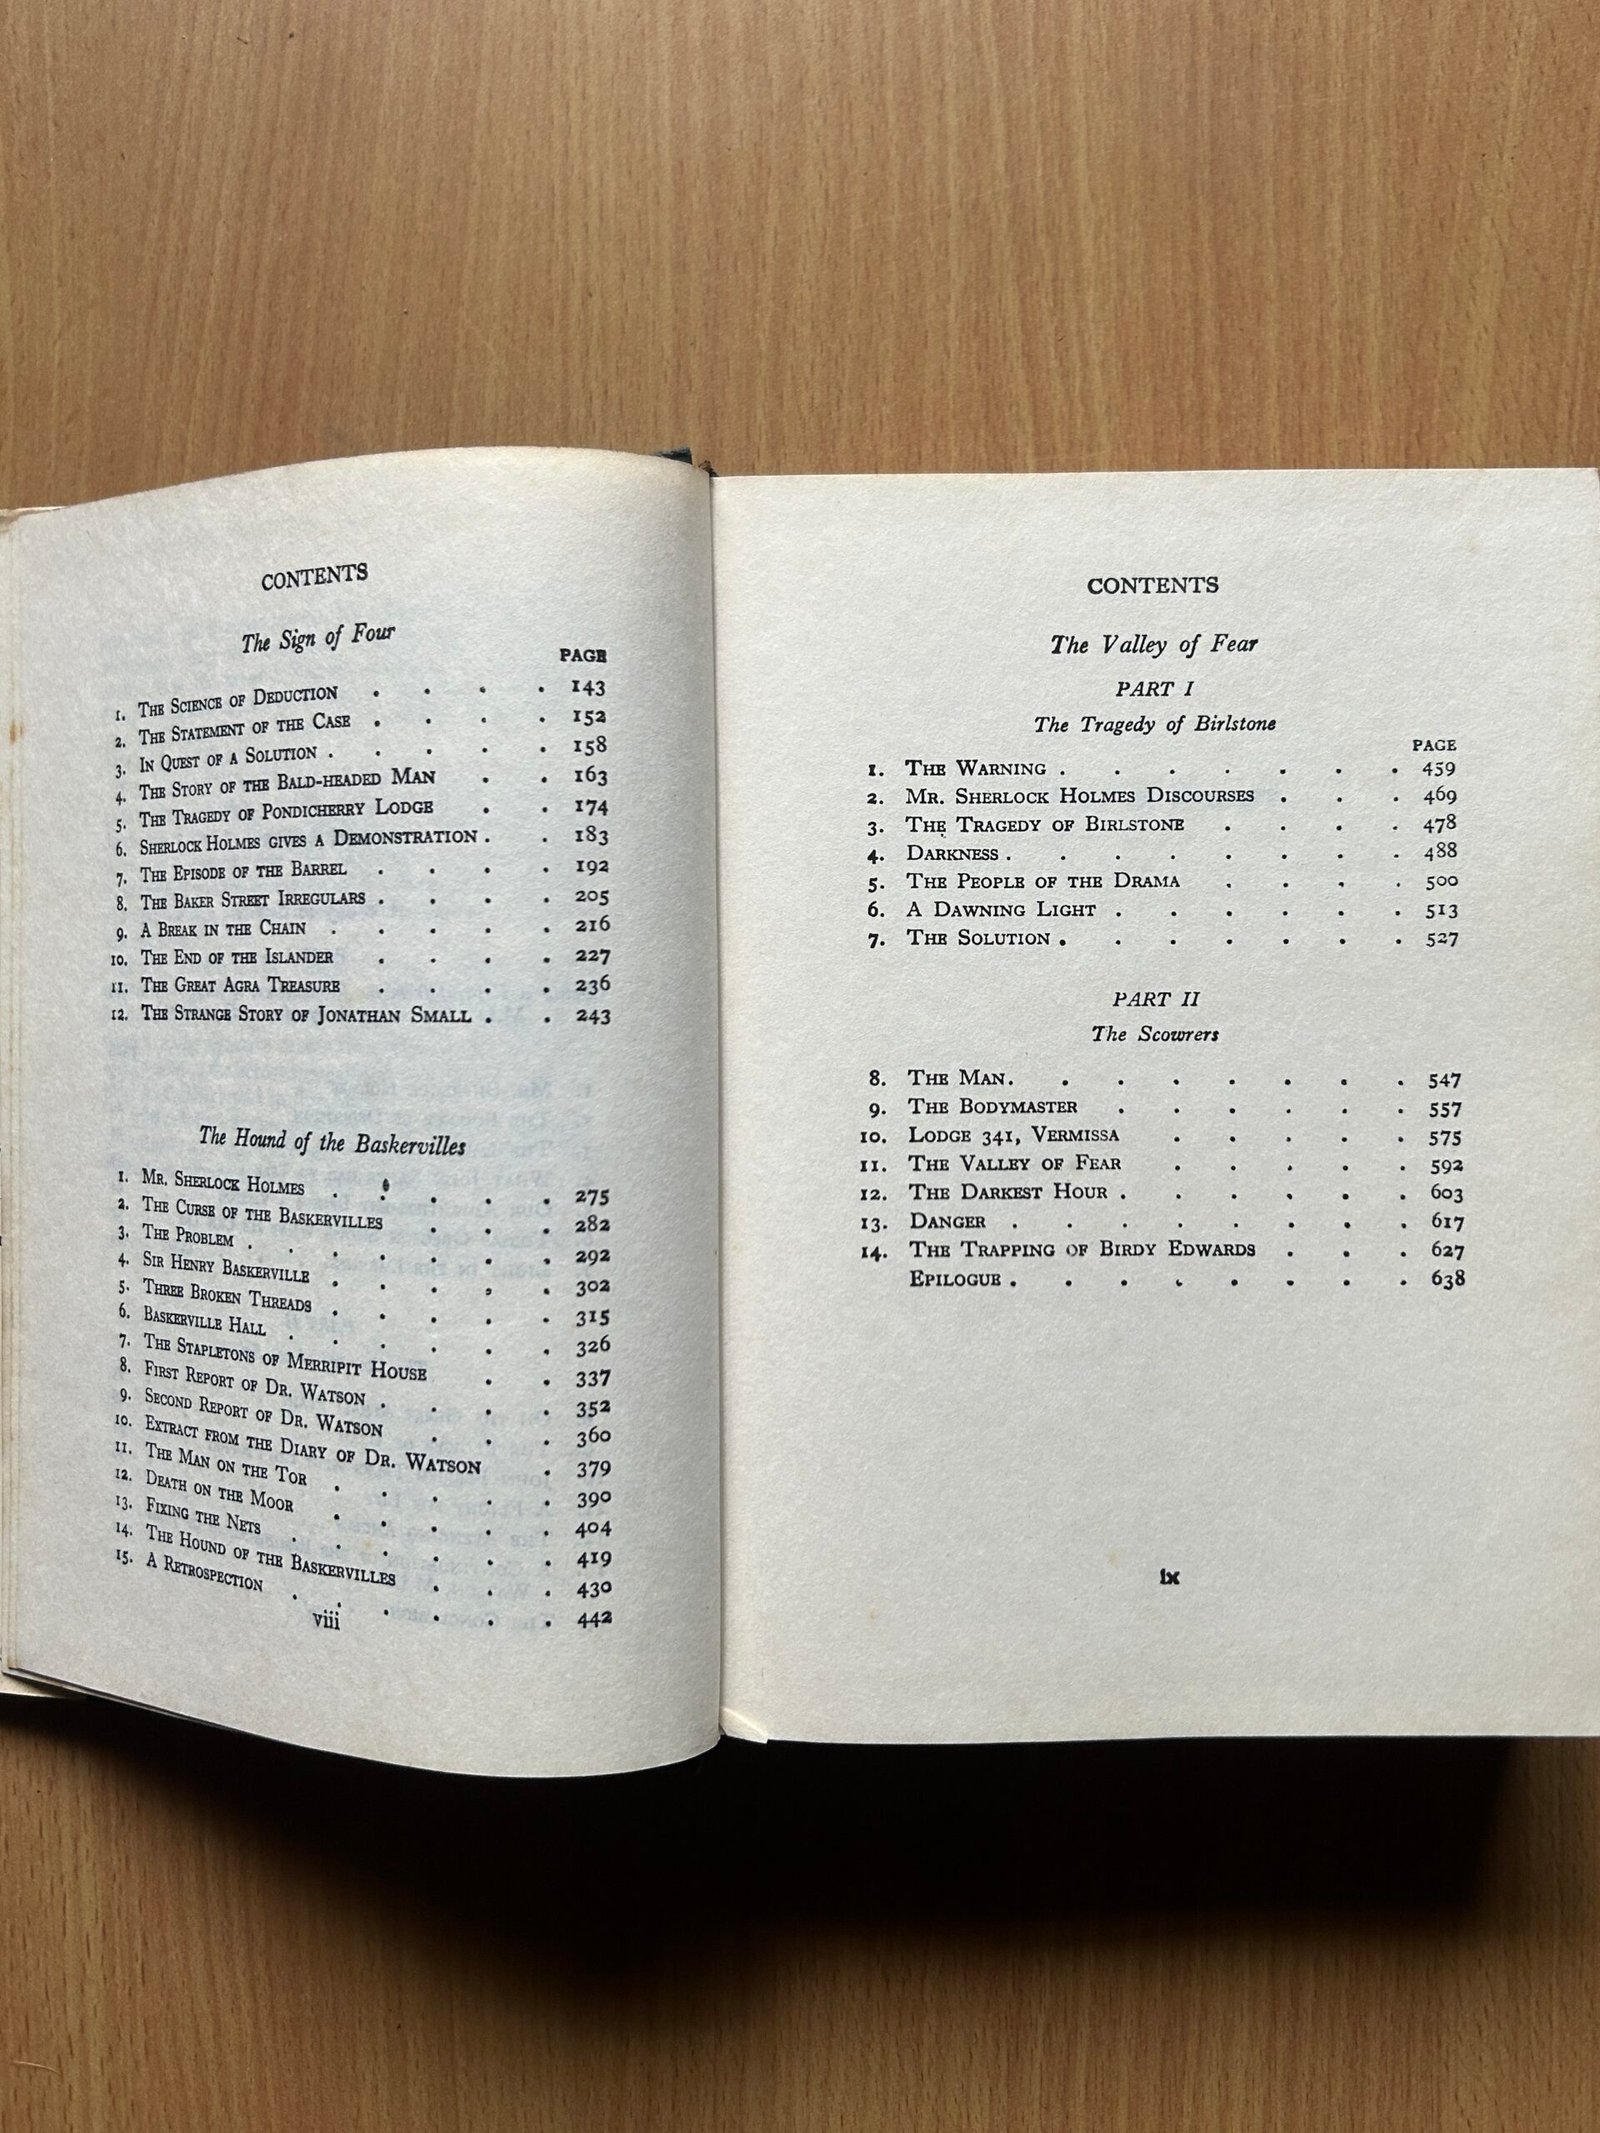 CONTENTS
The Sign of Four
PAGE
1. The Science of Deduction . . . . 143
2. The Statement of the Case . . . . 152
3. In Quest of a Solution . . . . . 158
4. The Story of the Bald-headed Man . . 163
5. The Tragedy of Pondicherry Lodge . . 174
6. Sherlock Holmes gives a Demonstration . . 183
7. The Episode of the Barrel . . . . 192
8. The Baker Street Irregulars . . . . 205
9. A Break in the Chain . . . . . 216
10. The End of the Islander . . . . 227
11. The Great Agra Treasure . . . . 236
12. The Strange Story of Jonathan Small . . 243
The Hound of the Baskervilles
1. Mr. Sherlock Holmes . . . . . 275
2. The Curse of the Baskervilles . . . 282
3. The Problem . . . . . . . 292
4. Sir Henry Baskerville . . . . . 302
5. Three Broken Threads . . . . . 315
6. Baskerville Hall . . . . . . 326
7. The Stapletons of Merripit House . . 337
8. First Report of Dr. Watson . . . . 352
9. Second Report of Dr. Watson . . . 360
10. Extract from the Diary of Dr. Watson . 379
11. The Man on the Tor . . . . . 390
12. Death on the Moor . . . . . 404
13. Fixing the Nets . . . . . . 419
14. The Hound of the Baskervilles . . . 430
15. A Retrospection . . . . . . 442
viii
CONTENTS
The Valley of Fear
PART I
The Tragedy of Birlstone
PAGE
1. The Warning . . . . . . . 459
2. Mr. Sherlock Holmes Discourses . . . 469
3. The Tragedy of Birlstone . . . . 478
4. Darkness . . . . . . . . 488
5. The People of the Drama . . . . 500
6. A Dawning Light . . . . . . 513
7. The Solution . . . . . . . 527
PART II
The Scowrers
8. The Man . . . . . . . . 547
9. The Bodymaster . . . . . . 557
10. Lodge 341, Vermissa . . . . . 575
11. The Valley of Fear . . . . . 592
12. The Darkest Hour . . . . . . 603
13. Danger . . . . . . . . 617
14. The Trapping of Birdy Edwards . . . 627
Epilogue . . . . . . . . 638
ix